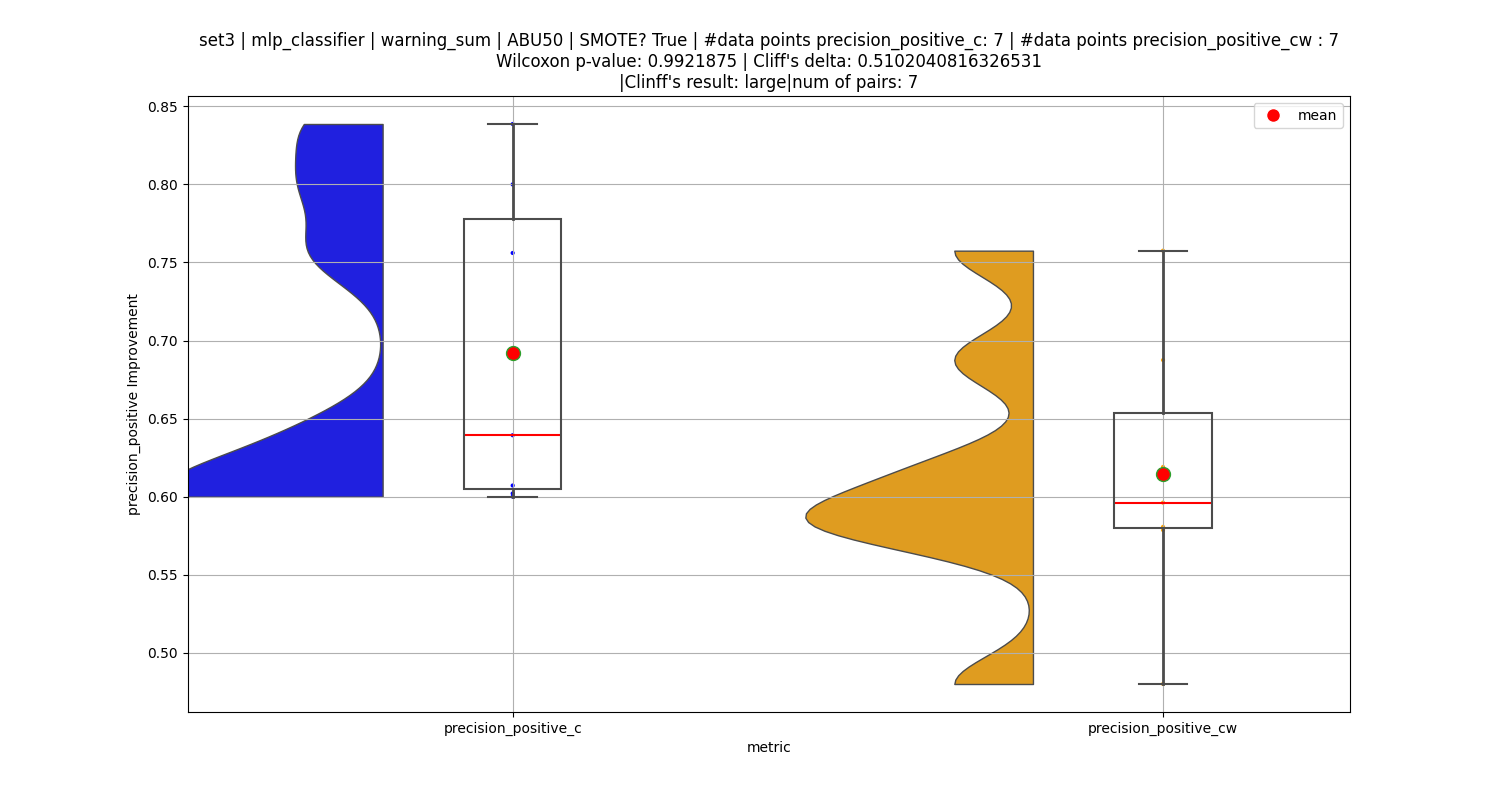 set3 | mlp_classifier | warning_sum | ABU50 | SMOTE? True | #data points precision_positive_c: 7 | #data points precision_positive_cw : 7
Wilcoxon p-value: 0.9921875 | Cliff's delta: 0.5102040816326531
|Clinff's result: large|num of pairs: 7
mean
0.85
0.80
0.75
0.70
0.65
0.60
0.55
0.50
precision_positive Improvement
precision_positive_c
precision_positive_cw
metric